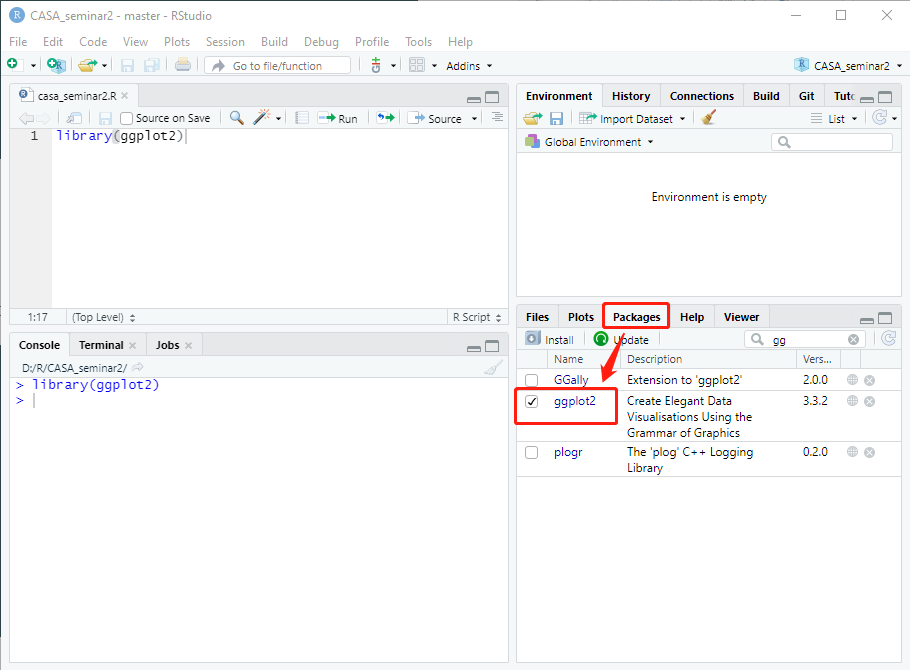 CASA_seminar2 - master - RStudio
File Edit Code View Plots Session Build Debug Profile Tools Help
Go to file/function Addins CASA_seminar2
casa_seminar2.R
Source on Save Run Source
1 library(ggplot2)
1:17 (Top Level) R Script
Console Terminal Jobs
D:/R/CASA_seminar2/
> library(ggplot2)
>
Environment History Connections Build Git Tuto
Import Dataset List
Global Environment
Environment is empty
Files Plots Packages Help Viewer
Install Update gg
Name Description Vers...
GGally Extension to 'ggplot2' 2.0.0
ggplot2 Create Elegant Data 3.3.2
Visualisations Using the
Grammar of Graphics
plogr The 'plog' C++ Logging 0.2.0
Library